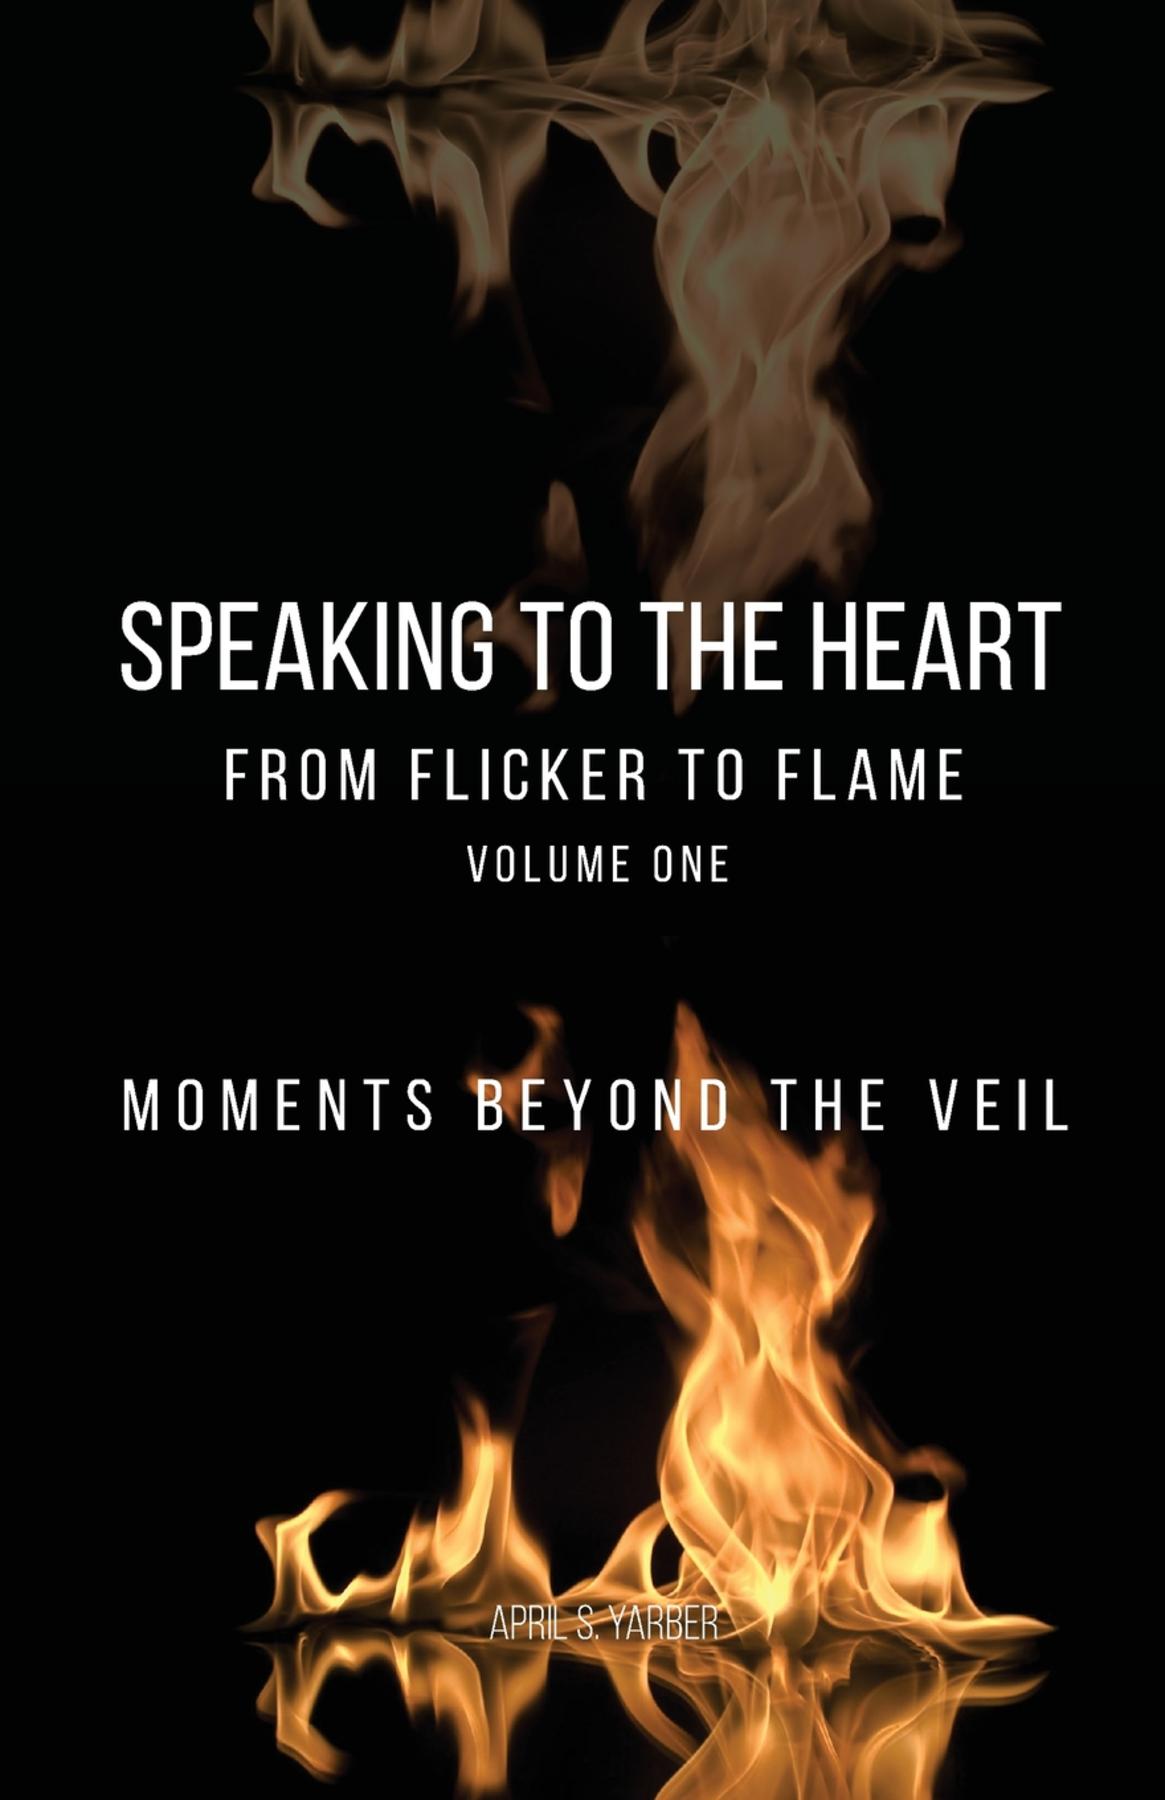 SPEAKING TO THE HEART
FROM FLICKER TO FLAME
VOLUME ONE
MOMENTS BEYOND THE VEIL
APRIL S. YARBER